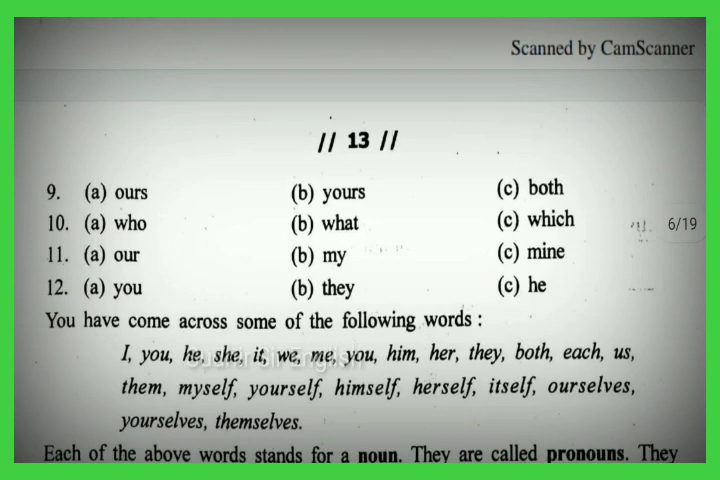 Scanned by CamScanner
// 13 //
9. (a) ours (b) yours (c) both
10. (a) who (b) what (c) which
6/19
11. (a) our (b) my (c) mine
12. (a) you (b) they (c) he
You have come across some of the following words :
I, you, he, she, it, we, me, you, him, her, they, both, each, us,
them, myself, yourself, himself, herself, itself, ourselves,
yourselves, themselves.
Each of the above words stands for a noun. They are called pronouns. They